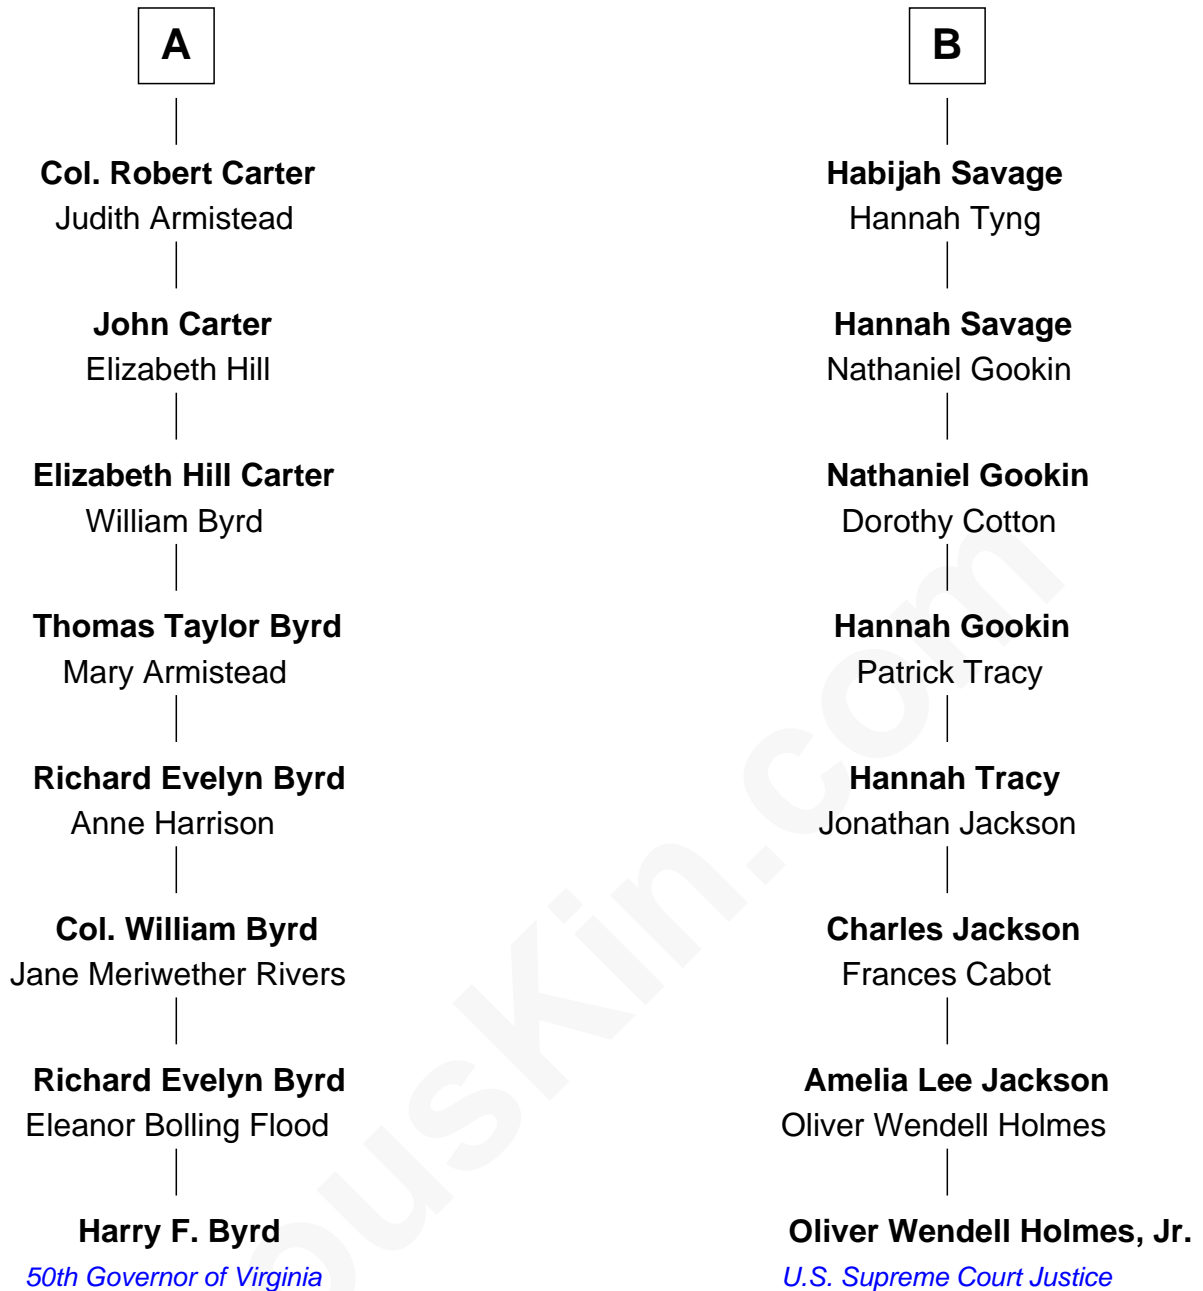 A
Col. Robert Carter
Judith Armistead
John Carter
Elizabeth Hill
Elizabeth Hill Carter
William Byrd
Thomas Taylor Byrd
Mary Armistead
Richard Evelyn Byrd
Anne Harrison
Col. William Byrd
Jane Meriwether Rivers
Richard Evelyn Byrd
Eleanor Bolling Flood
Harry F. Byrd
50th Governor of Virginia
B
Habijah Savage
Hannah Tyng
Hannah Savage
Nathaniel Gookin
Nathaniel Gookin
Dorothy Cotton
Hannah Gookin
Patrick Tracy
Hannah Tracy
Jonathan Jackson
Charles Jackson
Frances Cabot
Amelia Lee Jackson
Oliver Wendell Holmes
Oliver Wendell Holmes, Jr.
U.S. Supreme Court Justice
ousKin.com